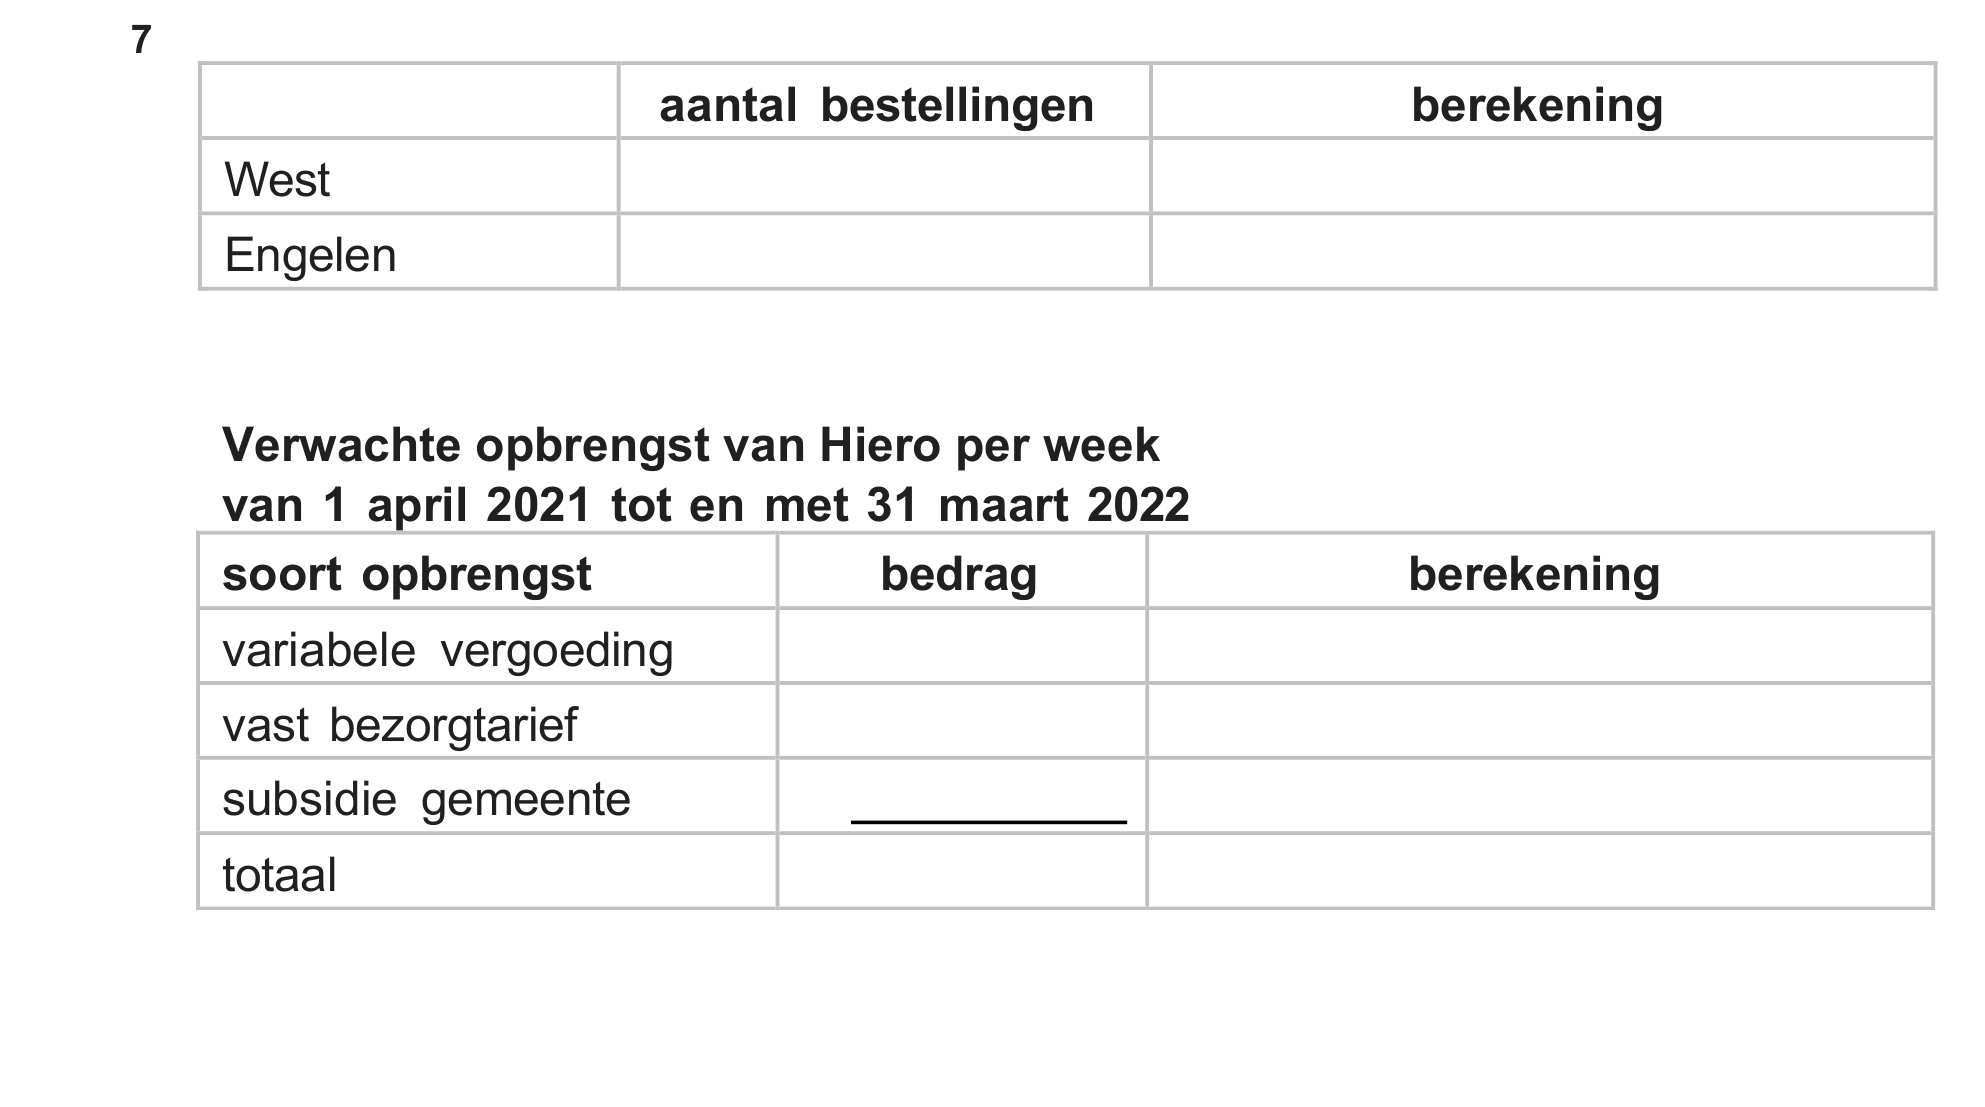 7
aantal bestellingen berekening
West
Engelen
Verwachte opbrengst van Hiero per week
van 1 april 2021 tot en met 31 maart 2022
soort opbrengst bedrag berekening
variabele vergoeding
vast bezorgtarief
subsidie gemeente
totaal